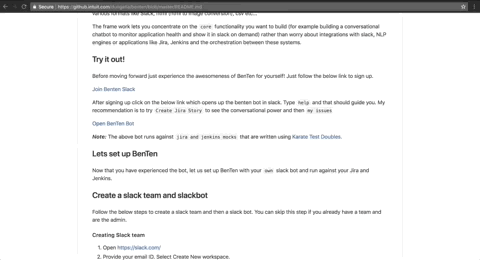 Secure https://github.intuit.com/
various formats like Slack, html (html to image conversion), csv etc...
The frame work lets you concentrate on the core functionality you want to build (for example building a conversational
chatbot to monitor application health and show it in slack on demand) rather than worry about integrations with slack, NLP
engines or applications like Jira, Jenkins and the orchestration between these systems.
Try it out!
Before moving forward just experience the awesomeness of BenTen for yourself! Just follow the below link to sign up.
Join Benten Slack
After signing up click on the below link which opens up the benten bot in slack. Type help and that should guide you. My
recommendation is to try Create Jira Story to see the conversational power and then my issues
Open BenTen Bot
Note: The above bot runs against jira and jenkins mocks that are written using Karate Test Doubles.
Lets set up BenTen
Now that you have experienced the bot, let us set up BenTen with your own slack bot and run against your Jira and
Jenkins.
Create a slack team and slackbot
Follow the below steps to create a slack team and then a slack bot. You can skip this step if you already have a team and
are the admin.
Creating Slack team
1. Open https://slack.com/
2. Provide your email ID. Select Create New workspace.